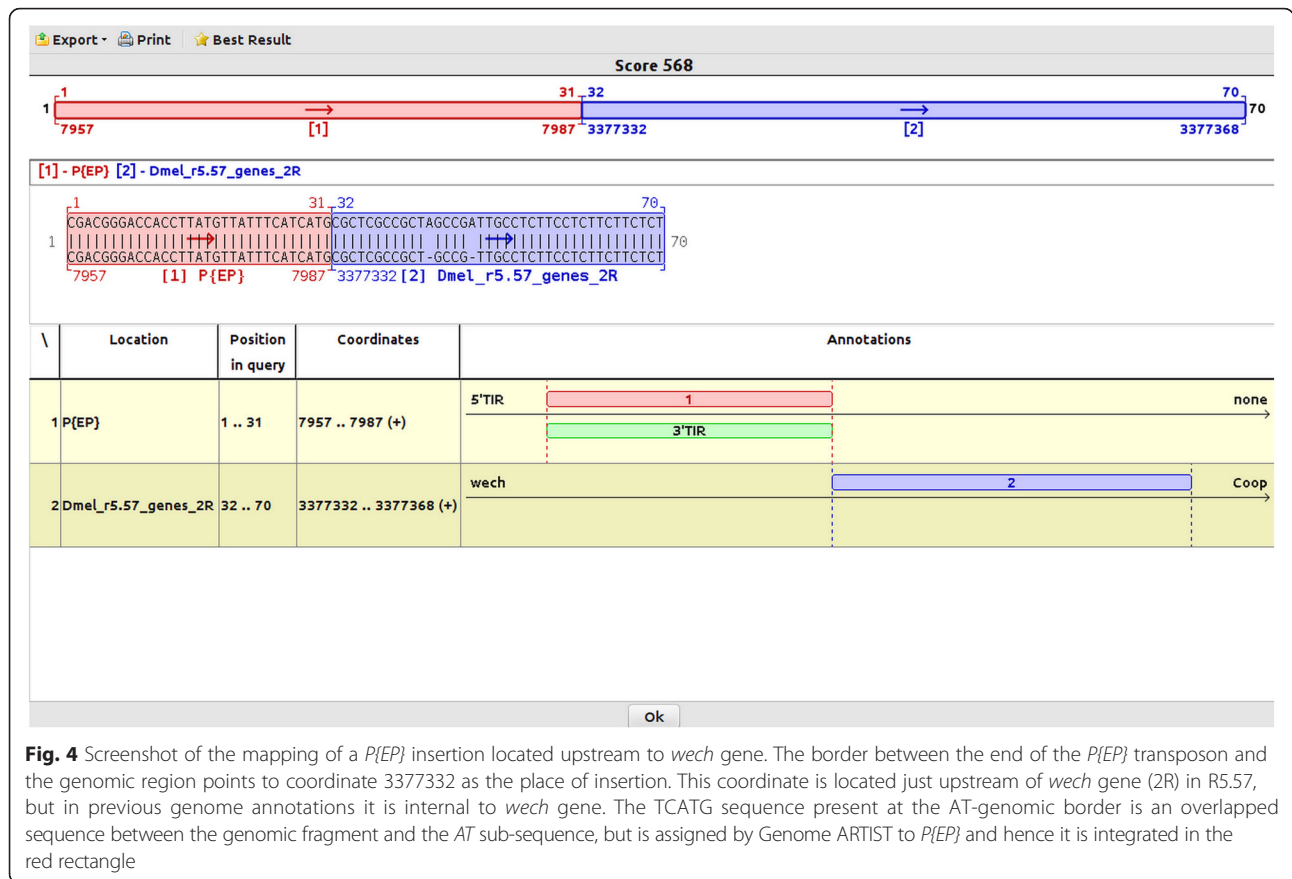 Export Print Best Result
Score 568
1 31 32 70
1 70
7957 [1] 7987 3377332 [2] 3377368
[1] - P{EP} [2] - Dmel_r5.57_genes_2R
1 31 32 70
CGACGGGACCACCTTATGTTATTTCATCATGCGCTCGCCGCTAGCCGATTGCCTCTTCCTCTTCTTCTCT
1 70
CGACGGGACCACCTTATGTTATTTCATCATGCGCTCGCCGCT-GCCG-TTGCCTCTTCCTCTTCTTCTCT
7957 [1] P{EP} 7987 3377332 [2] Dmel_r5.57_genes_2R
\ Location Position in query Coordinates Annotations
5'TIR 1 none
1 P{EP} 1 .. 31 7957 .. 7987 (+)
3'TIR
wech 2 Coop
2 Dmel_r5.57_genes_2R 32 .. 70 3377332 .. 3377368 (+)
Ok
Fig. 4 Screenshot of the mapping of a P{EP} insertion located upstream to wech gene. The border between the end of the P{EP} transposon and
the genomic region points to coordinate 3377332 as the place of insertion. This coordinate is located just upstream of wech gene (2R) in R5.57,
but in previous genome annotations it is internal to wech gene. The TCATG sequence present at the AT-genomic border is an overlapped
sequence between the genomic fragment and the AT sub-sequence, but is assigned by Genome ARTIST to P{EP} and hence it is integrated in the
red rectangle